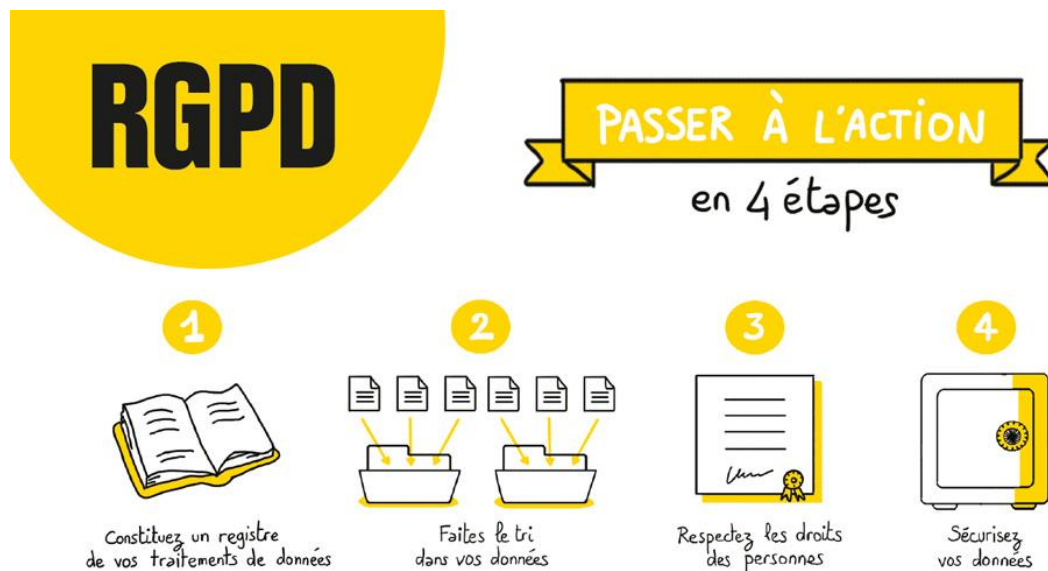 RGPD
PASSER À L'ACTION
en 4 étapes
1
Constituez un registre
de vos traitements de données
2
Faites le tri
dans vos données
3
Respectez les droits
des personnes
4
Sécurisez
vos données